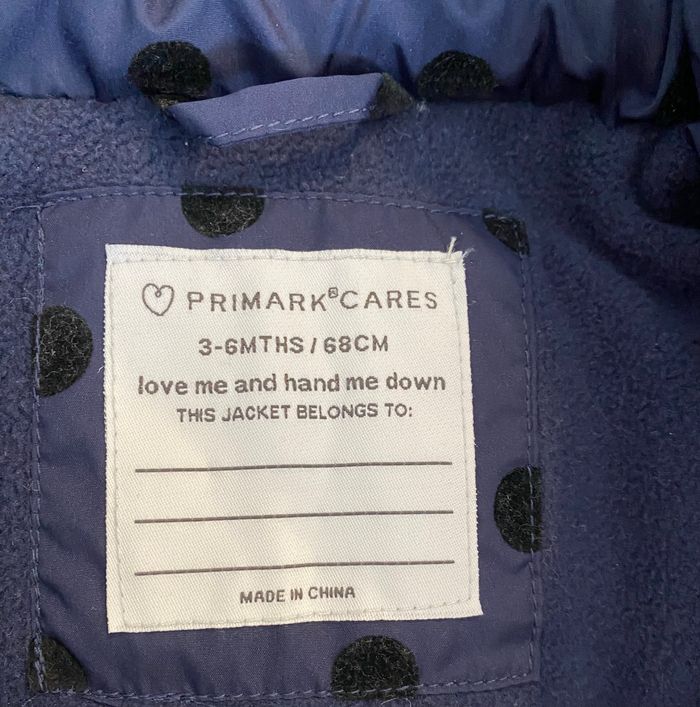 PRIMARK®CARES
3-6MTHS / 68CM
love me and hand me down
THIS JACKET BELONGS TO:
MADE IN CHINA